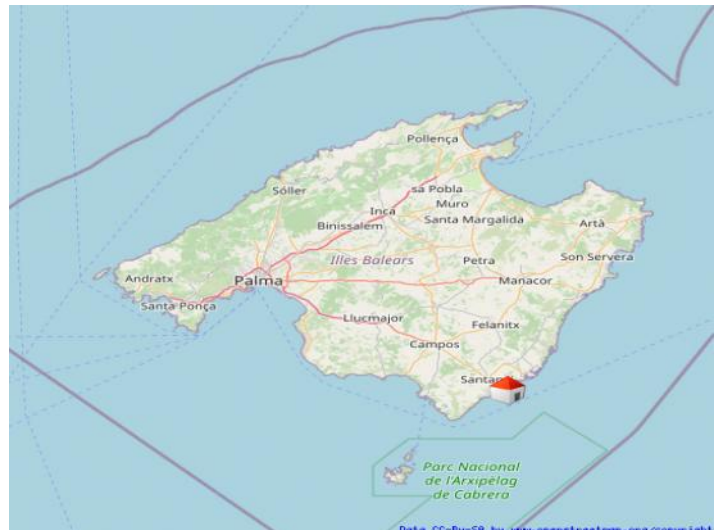 Pollença
sa Pobla
Sóller
Inca
Muro
Binissalem
Santa Margalida
Artà
Illes Balears
Petra
Son Servera
Andratx
Palma
Manacor
Santa Ponça
Llucmajor
Felanitx
Campos
Parc Nacional
de l'Arxipèlag
de Cabrera